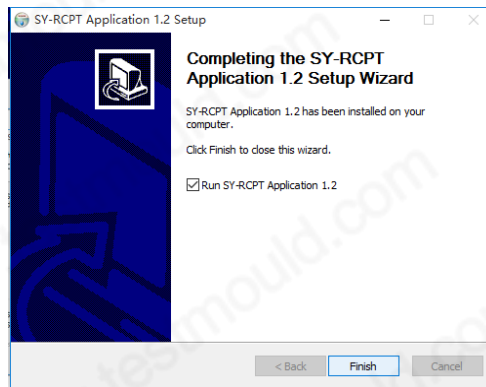 SY-RCPT Application 1.2 Setup
Completing the SY-RCPT
Application 1.2 Setup Wizard
SY-RCPT Application 1.2 has been installed on your
computer.
Click Finish to close this wizard.
Run SY-RCPT Application 1.2
testmould.com
< Back Finish Cancel